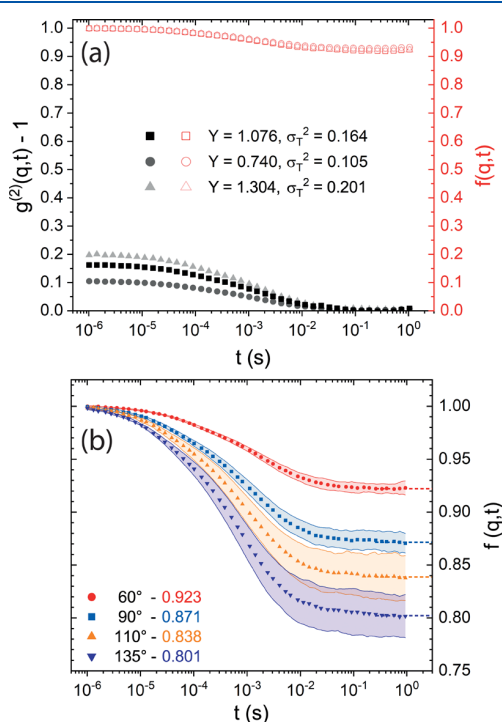 (a)
g(2)(q,t) - 1
1.0
0.9
0.8
0.7
0.6
0.5
0.4
0.3
0.2
0.1
0.0
Y = 1.076, σT2 = 0.164
Y = 0.740, σT2 = 0.105
Y = 1.304, σT2 = 0.201
1.0
0.9
0.8
0.7
0.6
0.5
0.4
0.3
0.2
0.1
0.0
f(q,t)
10-6 10-5 10-4 10-3 10-2 10-1 100
t (s)
(b)
1.00
0.95
0.90
0.85
0.80
0.75
f (q,t)
60° - 0.923
90° - 0.871
110° - 0.838
135° - 0.801
10-6 10-5 10-4 10-3 10-2 10-1 100
t (s)